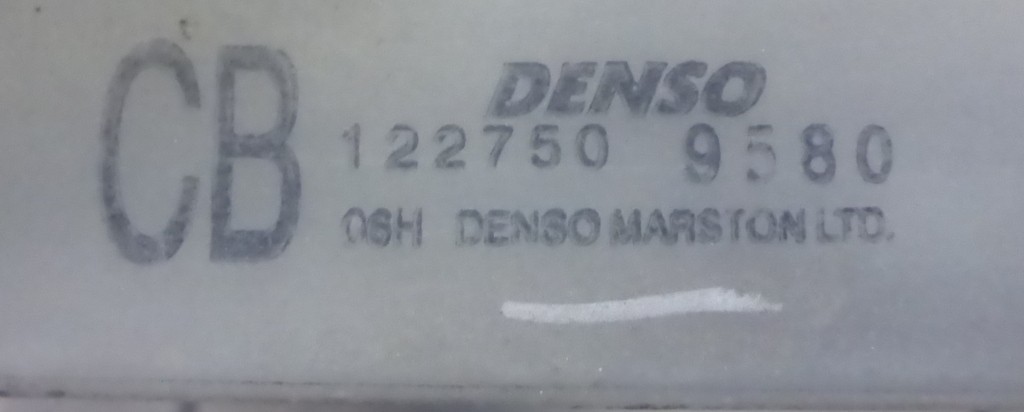 CB
DENSO
122750 9580
0SH DENSO MARSTON LTD.